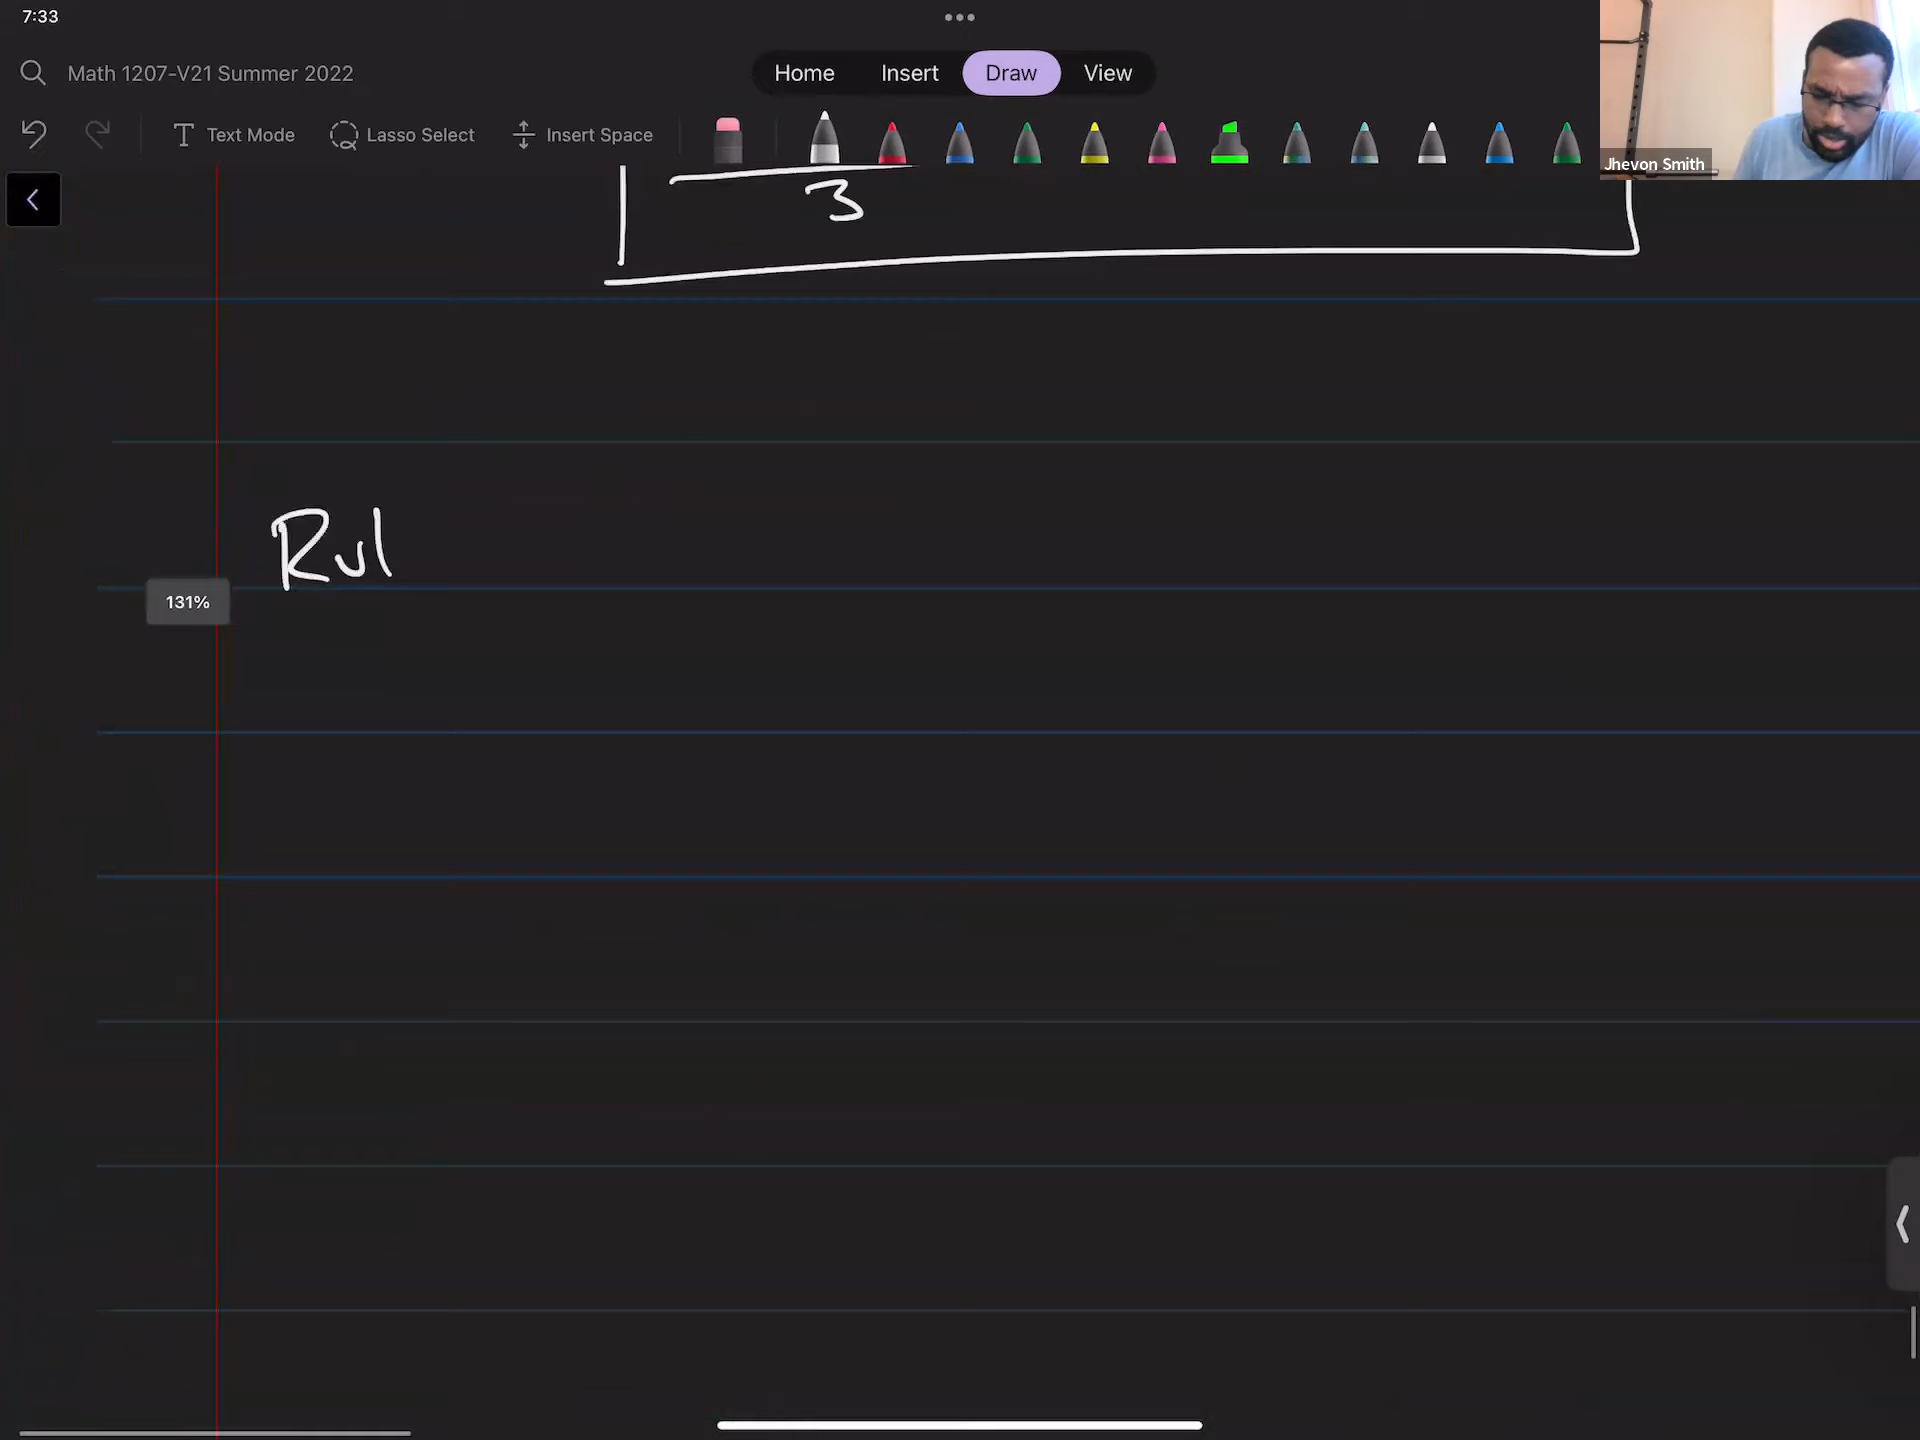 7:33
Math 1207-V21 Summer 2022
Home Insert Draw View
Text Mode Lasso Select Insert Space
Jhevon Smith
3
Rul
131%